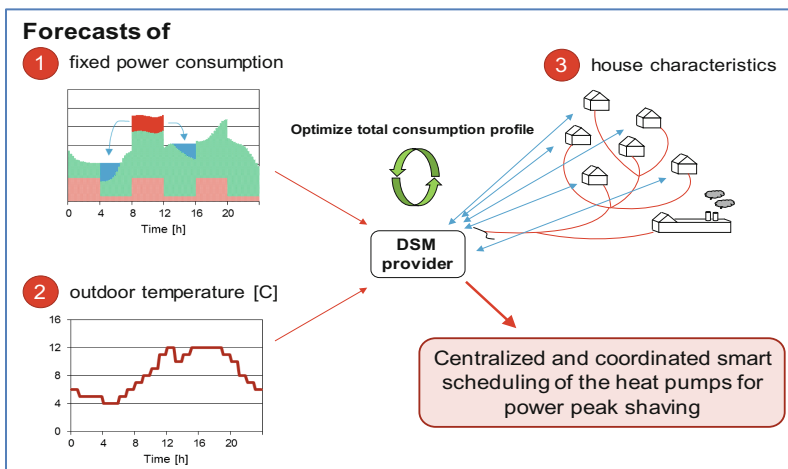 Forecasts of
1 fixed power consumption
0 4 8 12 16 20
Time [h]
2 outdoor temperature [C]
16
12
8
4
0
0 4 8 12 16 20
Time [h]
Optimize total consumption profile
DSM
provider
3 house characteristics
Centralized and coordinated smart
scheduling of the heat pumps for
power peak shaving